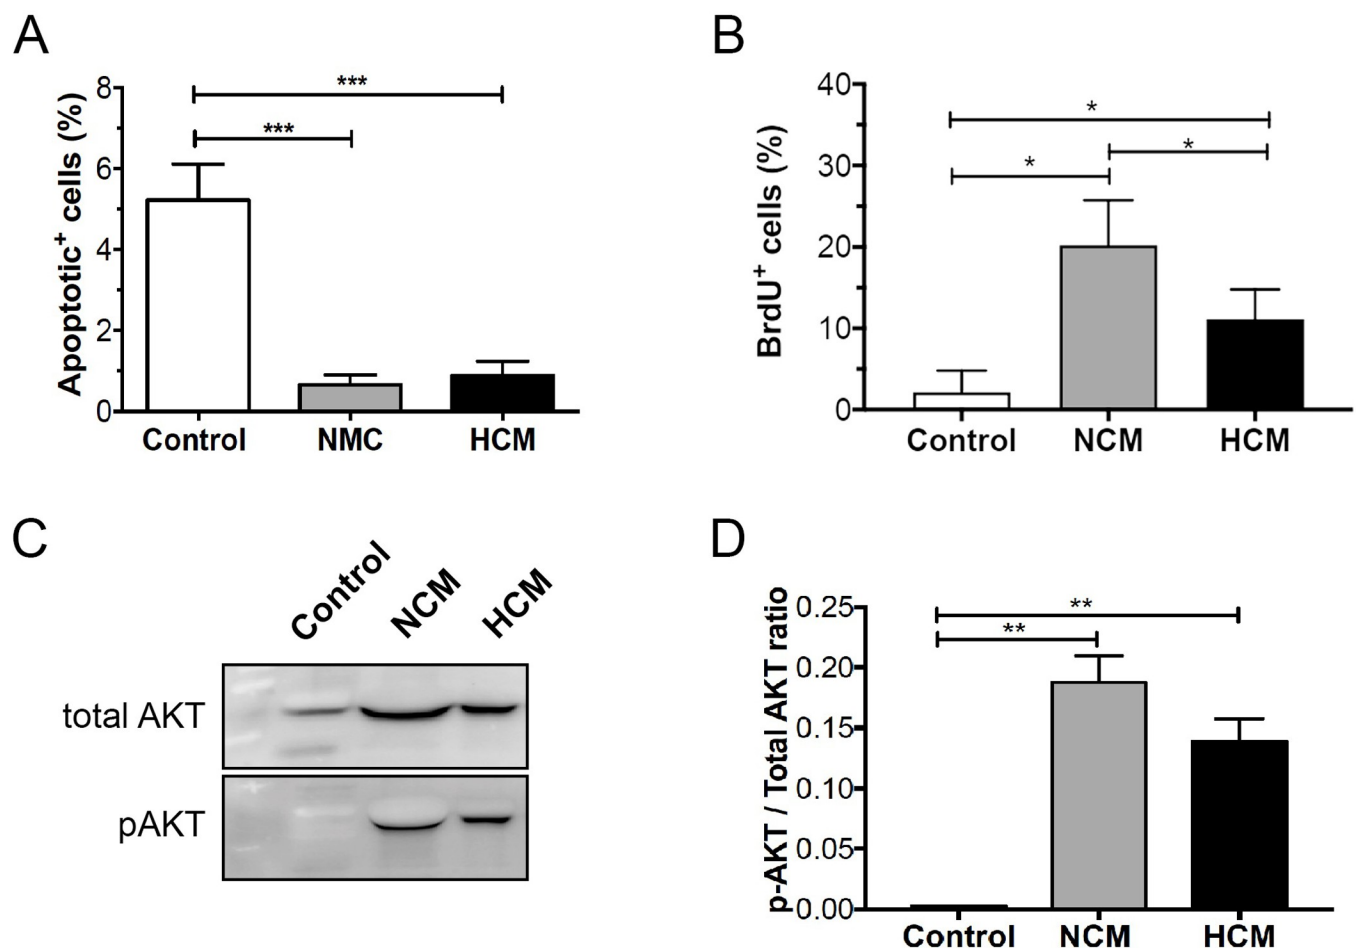 A
Apoptotic+ cells (%)
8
6
4
2
0
***
***
Control NMC HCM
B
BrdU+ cells (%)
40
30
20
10
0
*
*
*
Control NCM HCM
C
Control NCM HCM
total AKT
pAKT
D
p-AKT / Total AKT ratio
0.25
0.20
0.15
0.10
0.05
0.00
**
**
Control NCM HCM